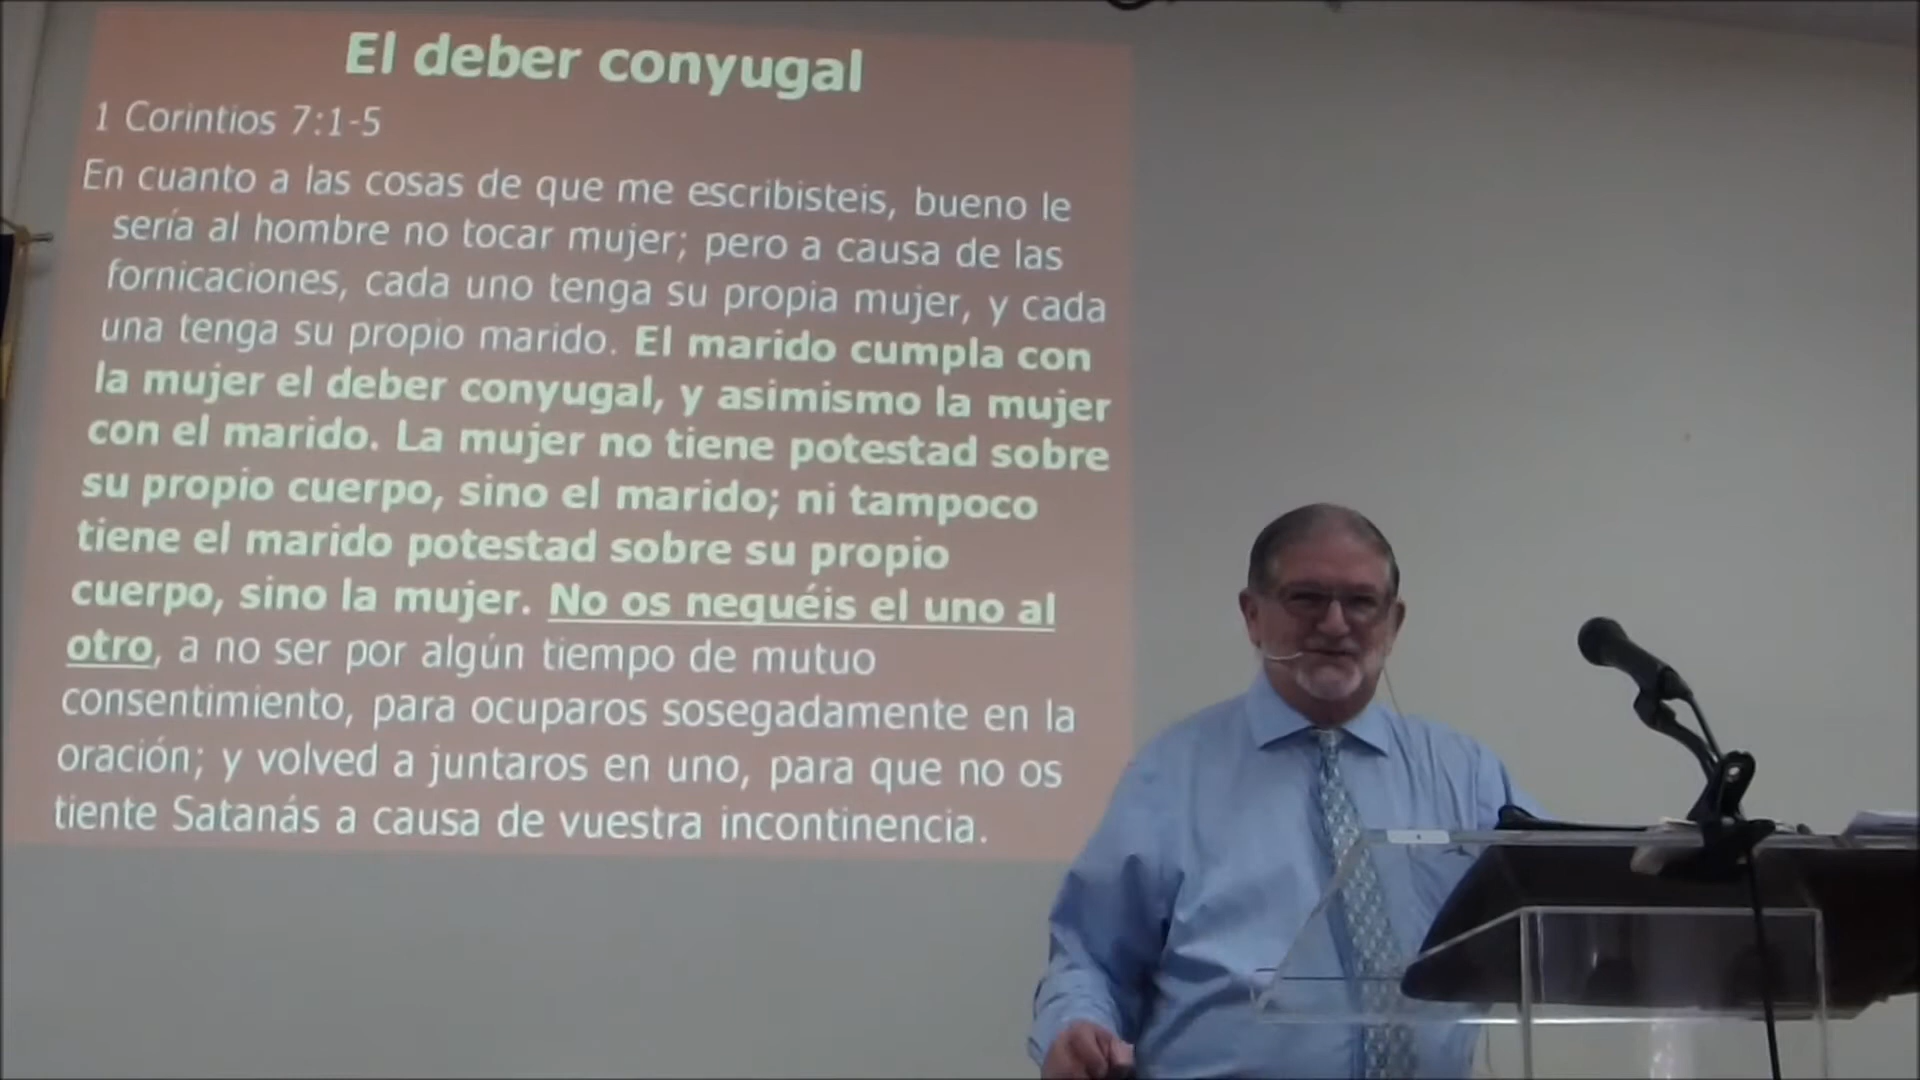 El deber conyugal
1 Corintios 7:1-5
En cuanto a las cosas de que me escribisteis, bueno le
sería al hombre no tocar mujer; pero a causa de las
fornicaciones, cada uno tenga su propia mujer, y cada
una tenga su propio marido. El marido cumpla con
la mujer el deber conyugal, y asimismo la mujer
con el marido. La mujer no tiene potestad sobre
su propio cuerpo, sino el marido; ni tampoco
tiene el marido potestad sobre su propio
cuerpo, sino la mujer. No os neguéis el uno al
otro, a no ser por algún tiempo de mutuo
consentimiento, para ocuparos sosegadamente en la
oración; y volved a juntaros en uno, para que no os
tiente Satanás a causa de vuestra incontinencia.